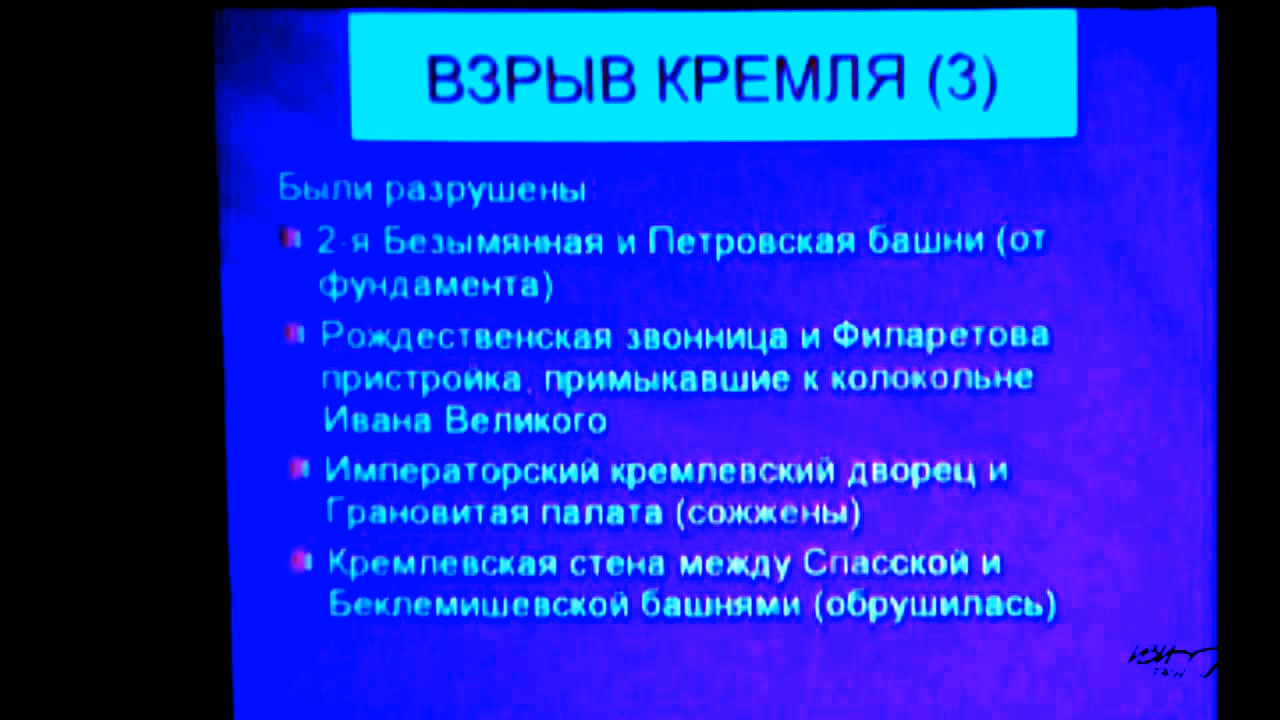 ВЗРЫВ КРЕМЛЯ (3)
Были разрушены:
2-я Безымянная и Петровская башни (от
фундамента)
Рождественская звонница и Филаретова
пристройка, примыкавшие к колокольне
Ивана Великого
Императорский кремлевский дворец и
Грановитая палата (сожжены)
Кремлевская стена между Спасской и
Беклемишевской башнями (обрушилась)